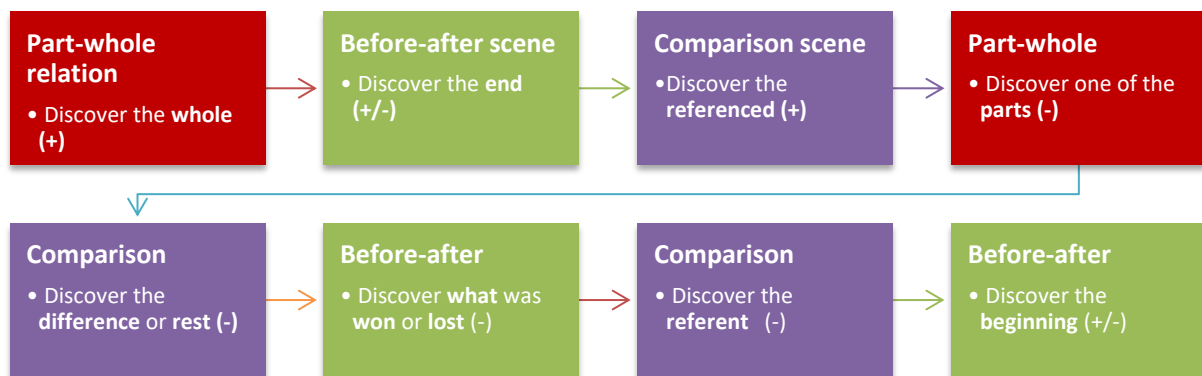 Part-whole
relation
• Discover the whole
(+)
Before-after scene
• Discover the end
(+/-)
Comparison scene
•Discover the
referenced (+)
Part-whole
• Discover one of the
parts (-)
Comparison
• Discover the
difference or rest (-)
Before-after
• Discover what was
won or lost (-)
Comparison
• Discover the
referent (-)
Before-after
• Discover the
beginning (+/-)